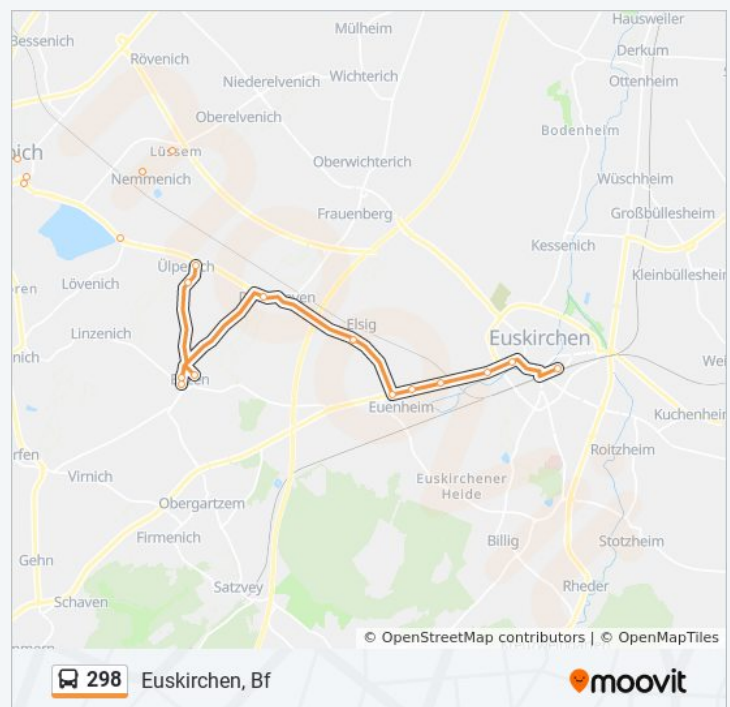 Hausweiler
Mülheim
Bessenich
Derkum
Rövenich
Niederelvenich
Wichterich
Ottenheim
Oberelvenich
Bodenheim
Lüssem
ich
Oberwichterich
Nemmenich
Wüschheim
Frauenberg
Großbüllesheim
Kessenich
Ülpenich
Kleinbüllesheim
Lövenich
Elsig
Linzenich
Euskirchen
nich
Euenheim
Kuchenheim
Roitzheim
Virnich
Euskirchener
Heide
Obergartzem
Firmenich
Billig
Stotzheim
Gehn
Satzvey
Rheder
Schaven
© OpenStreetMap contributors | © OpenMapTiles
298 Euskirchen, Bf
moovit